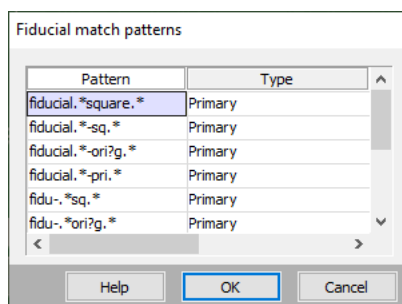 Fiducial match patterns
Pattern Type
fiducial.*square.* Primary
fiducial.*-sq.* Primary
fiducial.*-ori?g.* Primary
fiducial.*-pri.* Primary
fidu-.*sq.* Primary
fidu-.*ori?g.* Primary
Help OK Cancel